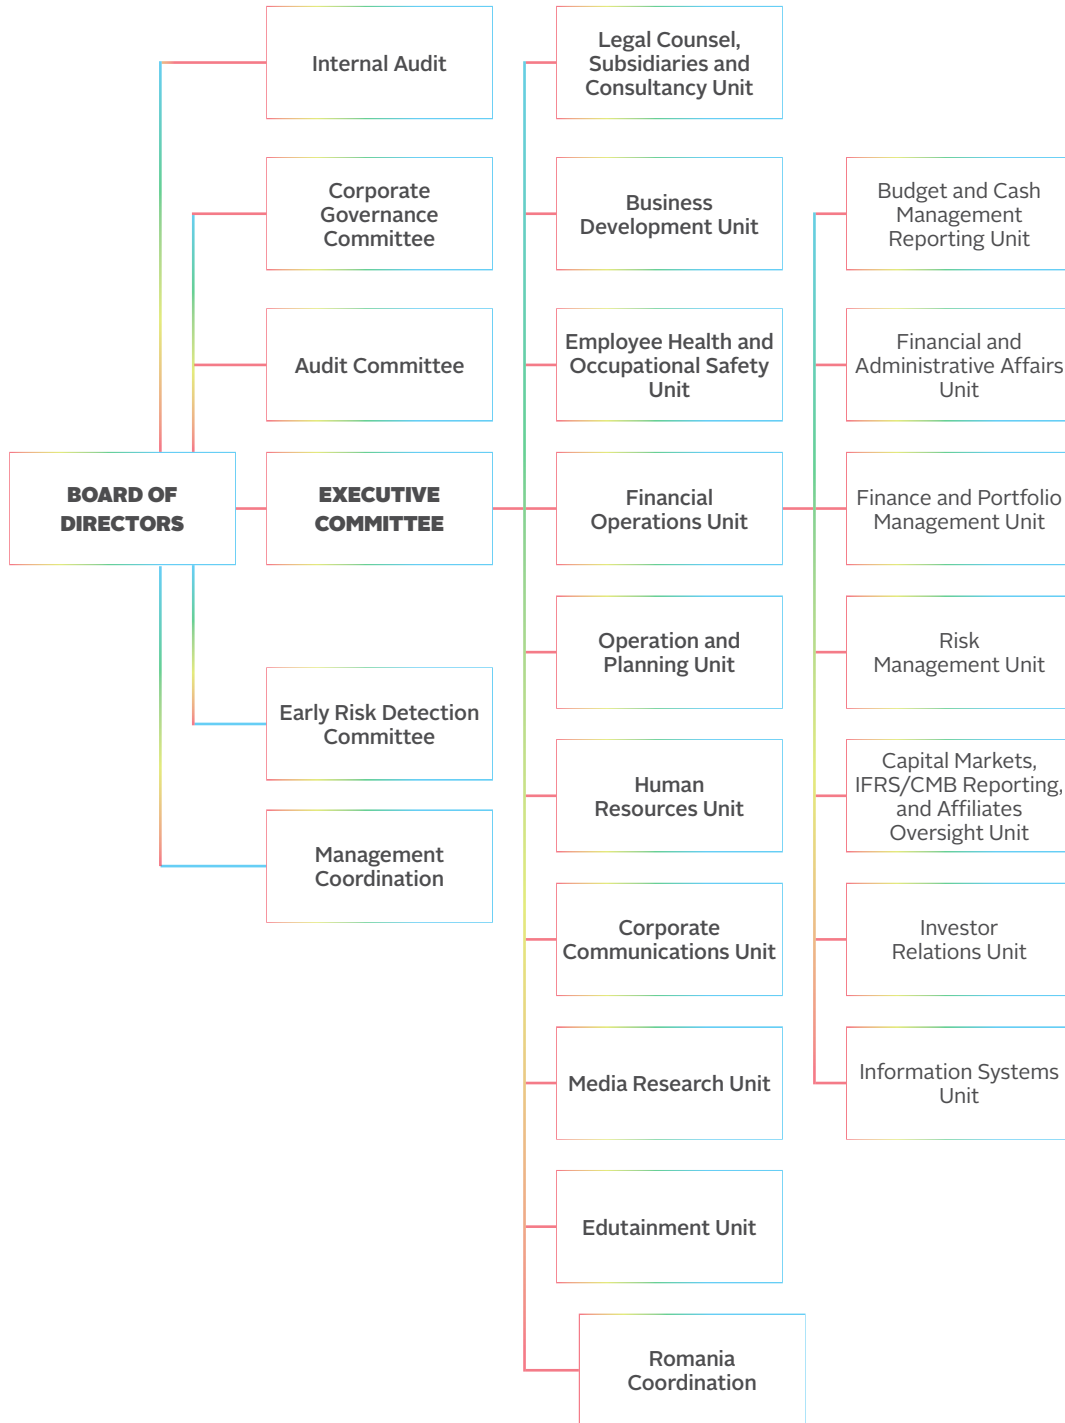 Internal Audit
Corporate
Governance
Committee
Audit Committee
BOARD OF
DIRECTORS
EXECUTIVE
COMMITTEE
Early Risk Detection
Committee
Management
Coordination
Legal Counsel,
Subsidiaries and
Consultancy Unit
Business
Development Unit
Employee Health and
Occupational Safety
Unit
Financial
Operations Unit
Operation and
Planning Unit
Human
Resources Unit
Corporate
Communications Unit
Media Research Unit
Edutainment Unit
Romania
Coordination
Budget and Cash
Management
Reporting Unit
Financial and
Administrative Affairs
Unit
Finance and Portfolio
Management Unit
Risk
Management Unit
Capital Markets,
IFRS/CMB Reporting,
and Affiliates
Oversight Unit
Investor
Relations Unit
Information Systems
Unit